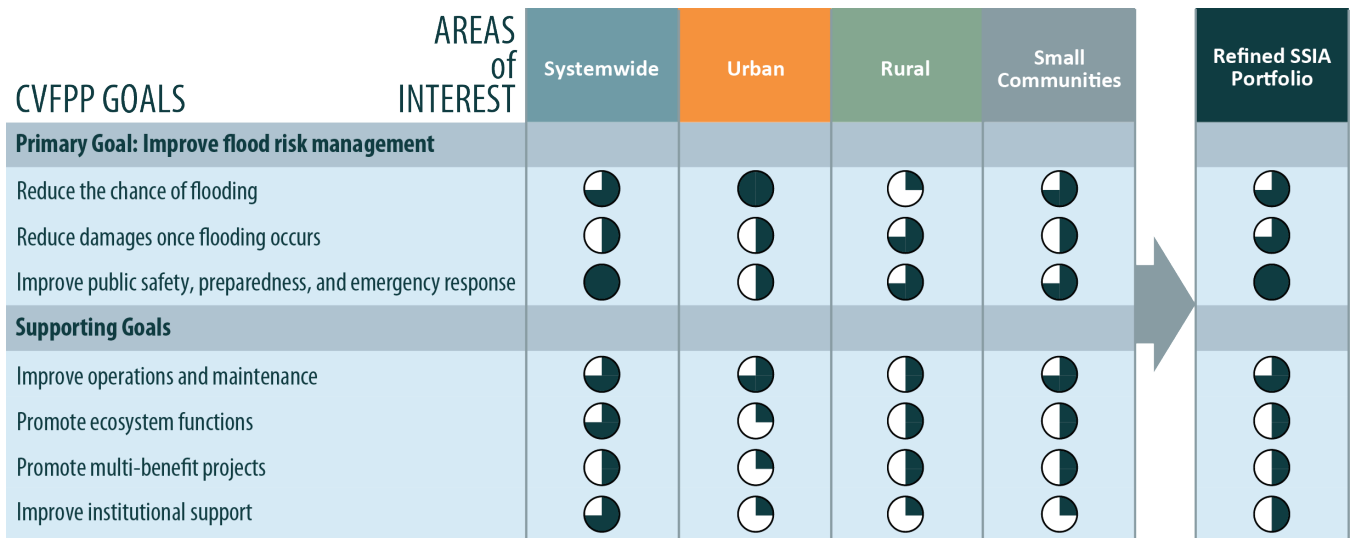 AREAS
of
CVFPP GOALS INTEREST
Systemwide
Urban
Rural
Small
Communities
Refined SSIA
Portfolio
Primary Goal: Improve flood risk management
Reduce the chance of flooding
Reduce damages once flooding occurs
Improve public safety, preparedness, and emergency response
Supporting Goals
Improve operations and maintenance
Promote ecosystem functions
Promote multi-benefit projects
Improve institutional support